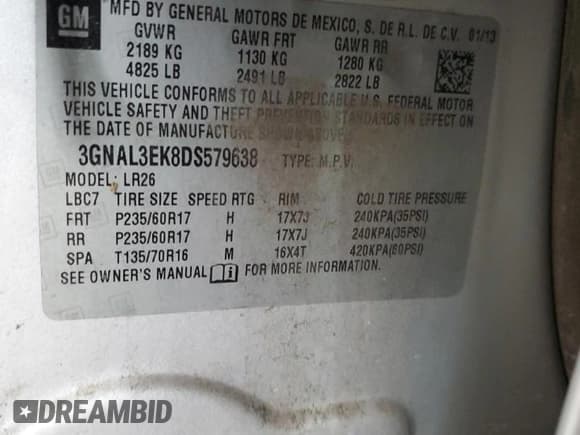 GM MFD BY GENERAL MOTORS DE MEXICO, S. DE R.L. DE C.V. 01/13
GVWR GAWR FRT GAWR RR
2189 KG 1130 KG 1280 KG
4825 LB 2491 LB 2822 LB
THIS VEHICLE CONFORMS TO ALL APPLICABLE U.S. FEDERAL MOTOR
VEHICLE SAFETY AND THEFT PREVENTION STANDARDS IN EFFECT ON
THE DATE OF MANUFACTURE SHOWN ABOVE.
3GNAL3EK8DS579638 TYPE: M.P.V.
MODEL: LR26
LBC7 TIRE SIZE SPEED RTG RIM COLD TIRE PRESSURE
FRT P235/60R17 H 17X7J 240KPA(35PSI)
RR P235/60R17 H 17X7J 240KPA(35PSI)
SPA T135/70R16 M 16X4T 420KPA(60PSI)
SEE OWNER'S MANUAL FOR MORE INFORMATION.
DREAMBID